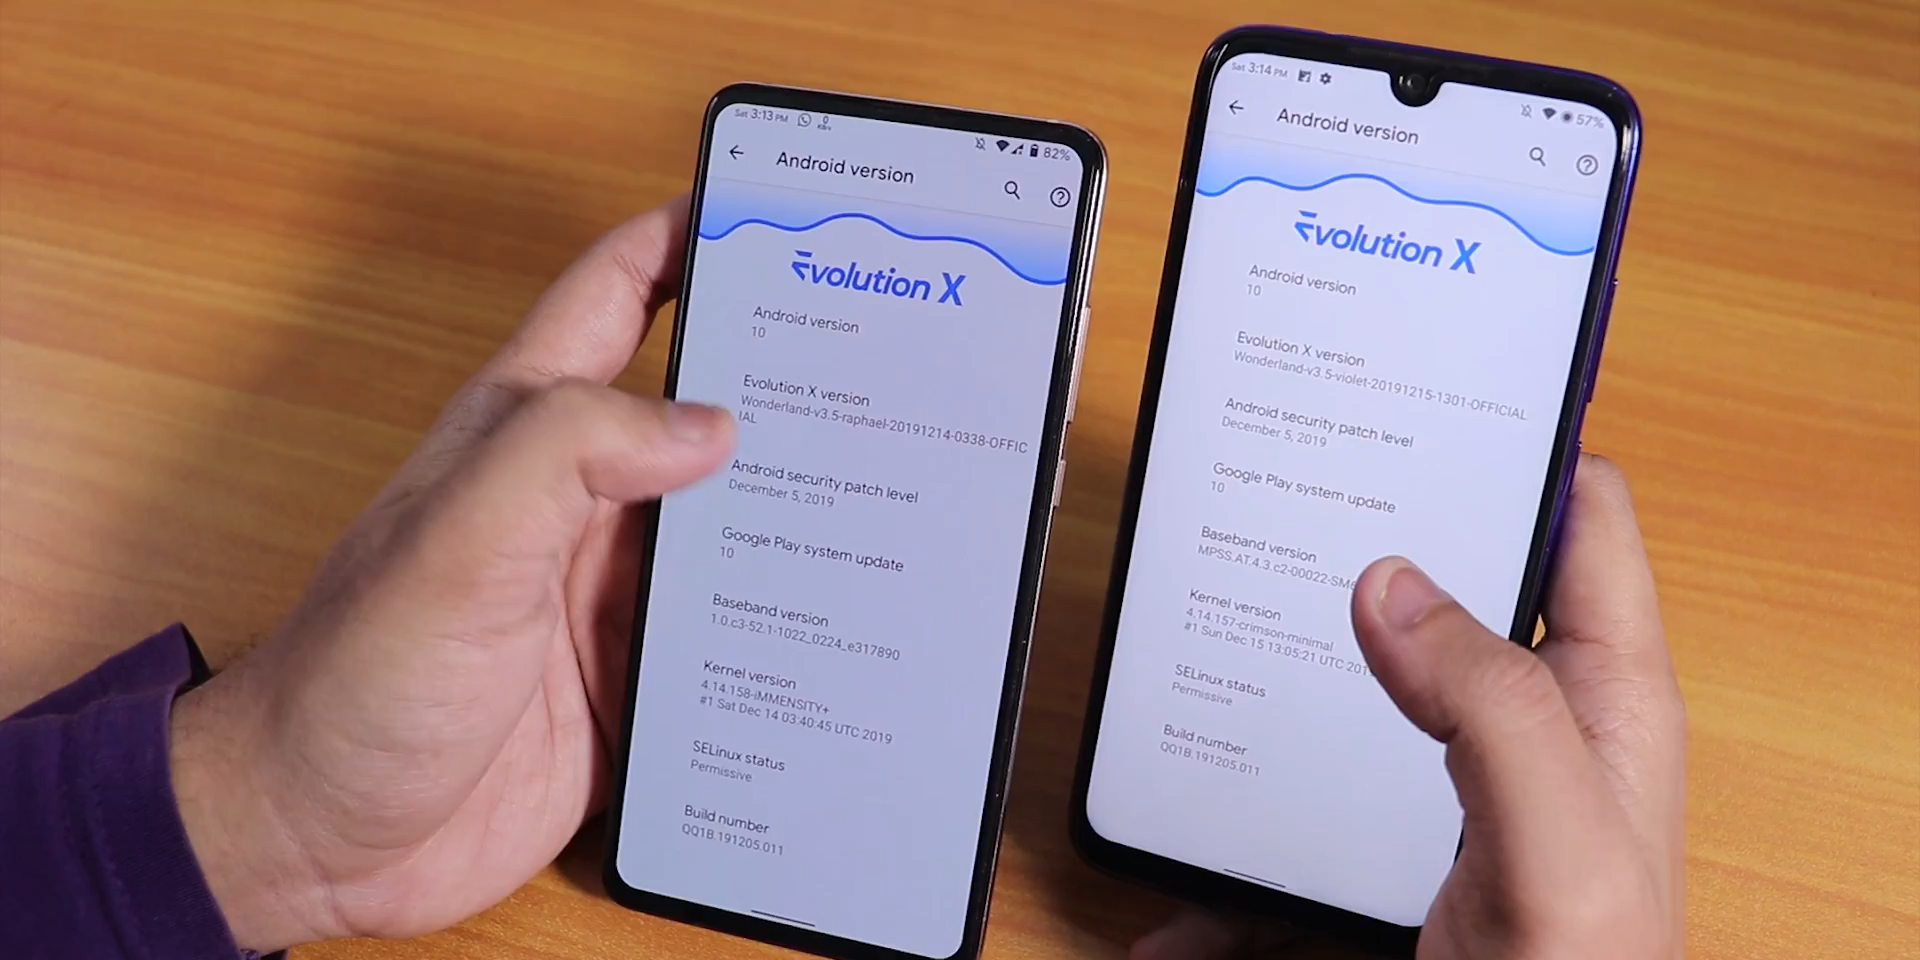 Sat 3:13 PM
0
KB/s
82%
Android version
Evolution X
Android version
10
Evolution X version
Wonderland-v3.5-raphael-20191214-0338-OFFIC
IAL
Android security patch level
December 5, 2019
Google Play system update
10
Baseband version
1.0.c3-52.1-1022_0224_e317890
Kernel version
4.14.158-iMMENSITY+
#1 Sat Dec 14 03:40:45 UTC 2019
SELinux status
Permissive
Build number
QQ1B.191205.011
Sat 3:14 PM
57%
Android version
Evolution X
Android version
10
Evolution X version
Wonderland-v3.5-violet-20191215-1301-OFFICIAL
Android security patch level
December 5, 2019
Google Play system update
10
Baseband version
MPSS.AT.4.3.c2-00022-SM6
Kernel version
4.14.157-crimson-minimal
#1 Sun Dec 15 13:05:21 UTC 201
SELinux status
Permissive
Build number
QQ1B.191205.011